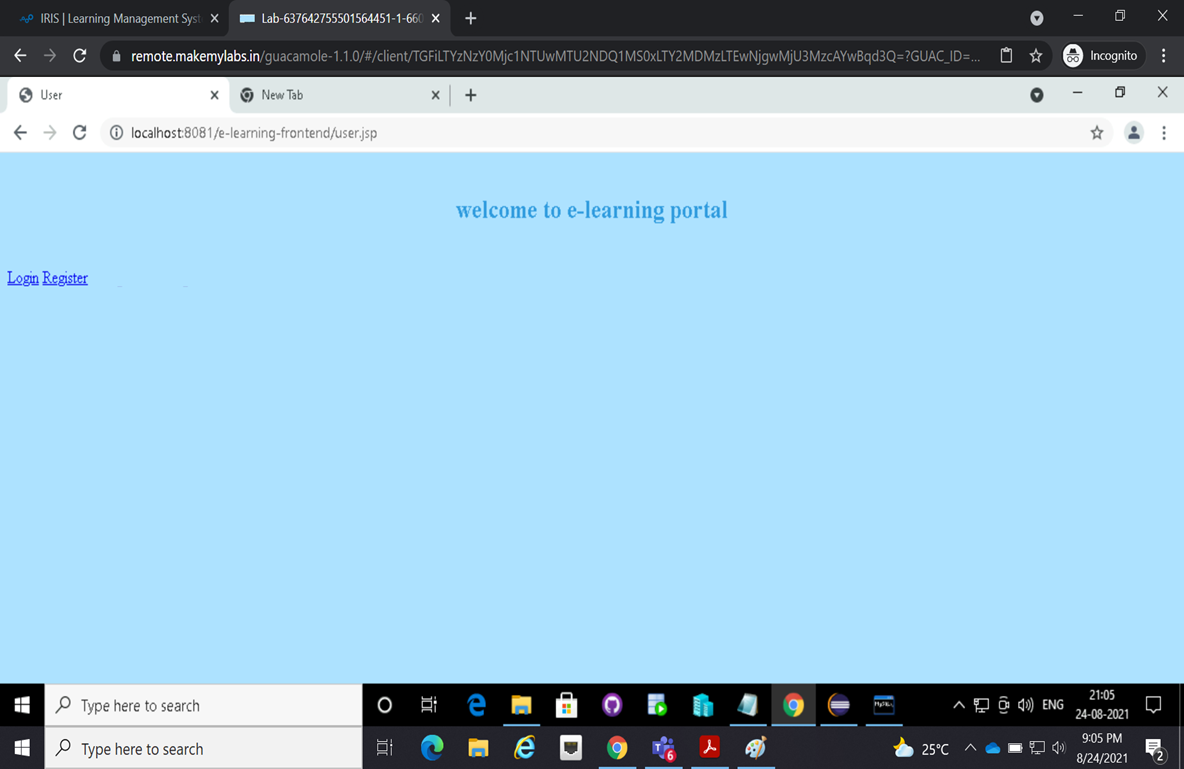 IRIS | Learning Management Syst
Lab-637642755501564451-1-660
remote.makemylabs.in/guacamole-1.1.0/#/client/TGFiLTYzNzY0Mjc1NTUwMTU2NDQ1MS0xLTY2MDMzLTEwNjgwMjU3MzcAYwBqd3Q=?GUAC_ID=...
Incognito
User
New Tab
localhost:8081/e-learning-frontend/user.jsp
welcome to e-learning portal
Login Register
Type here to search
ENG
21:05
24-08-2021
Type here to search
6
25°C
9:05 PM
8/24/2021
2